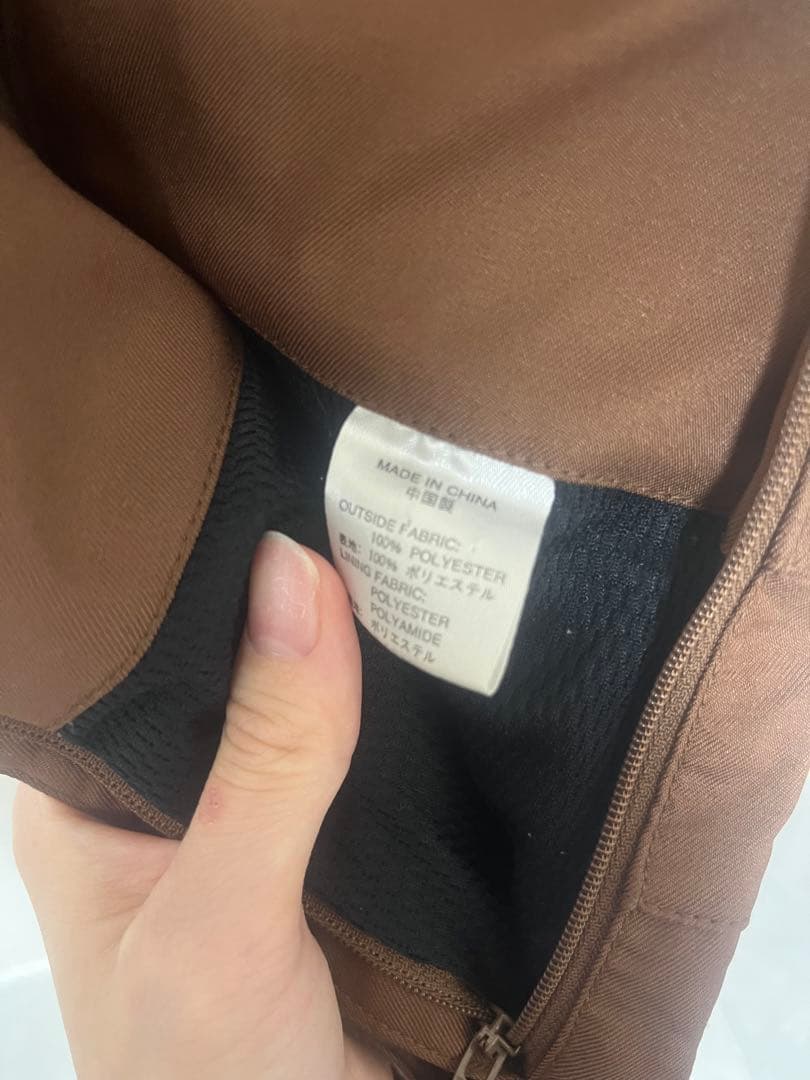 MADE IN CHINA
中国製
OUTSIDE FABRIC:
100% POLYESTER
表地: 100% ポリエステル
LINING FABRIC:
POLYESTER
POLYAMIDE
ポリエステル